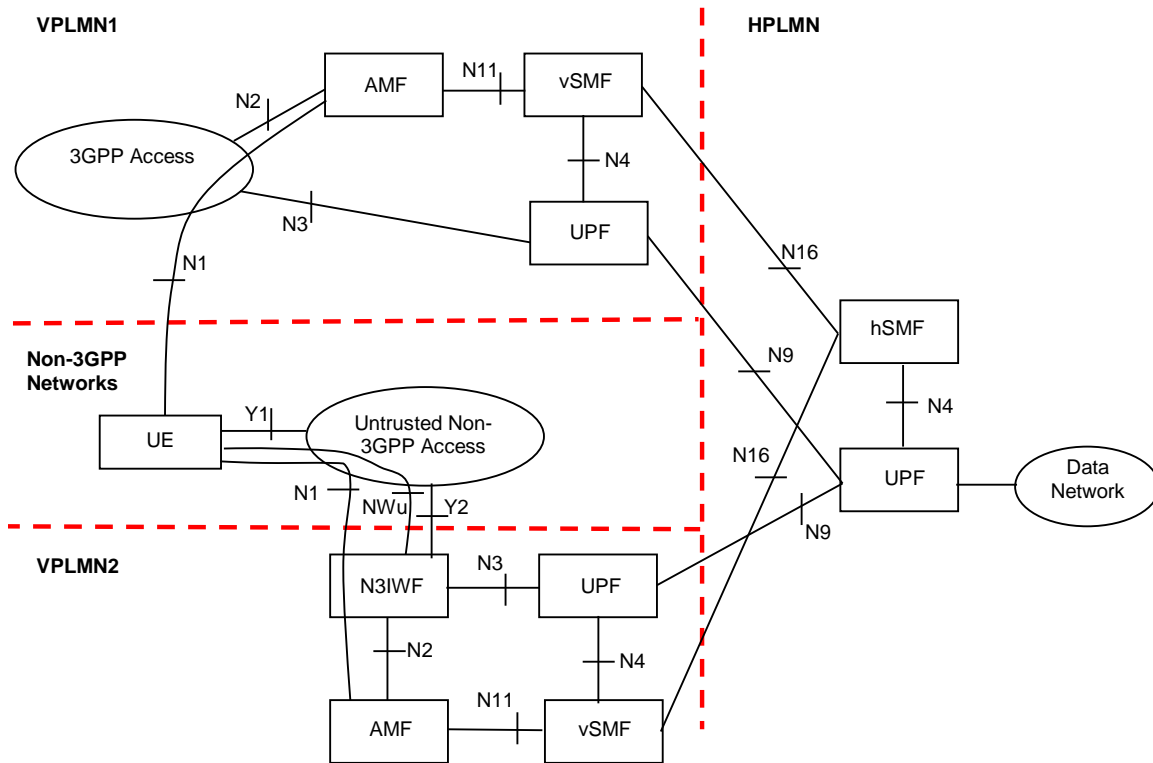 VPLMN1
HPLMN
AMF
N11
vSMF
N2
3GPP Access
N4
N3
UPF
N1
N16
hSMF
Non-3GPP
Networks
N9
N4
Y1
Untrusted Non-
3GPP Access
UE
N16
UPF
Data
Network
N1
NWu
Y2
N9
VPLMN2
N3IWF
N3
UPF
N2
N4
AMF
N11
vSMF